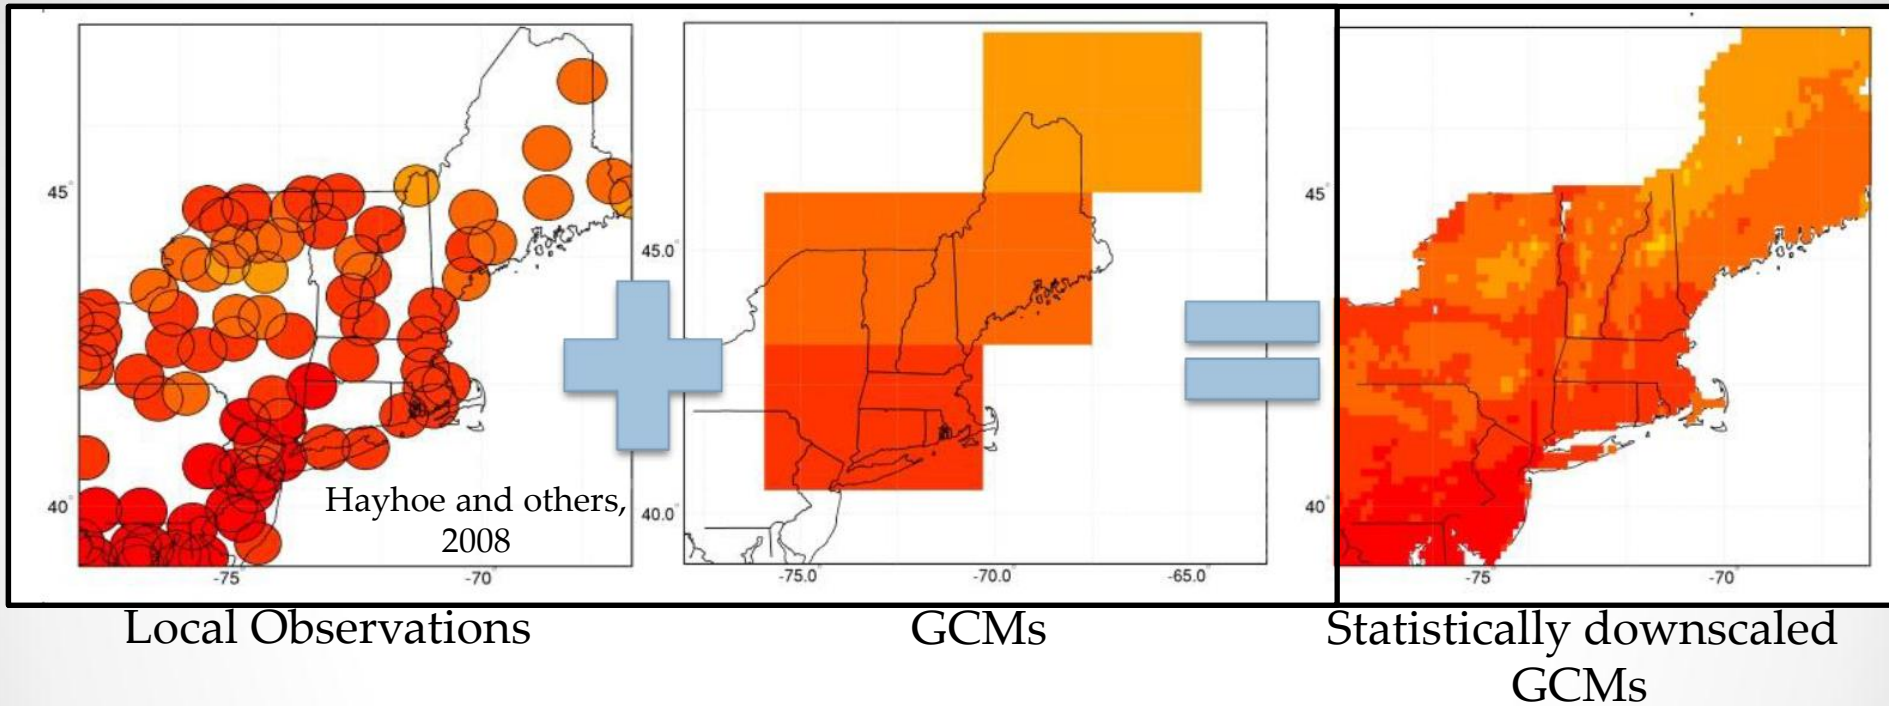 45°
40°
-75°
-70°
Hayhoe and others,
2008
45.0°
40.0°
-75.0°
-70.0°
-65.0°
45°
40°
-75°
-70°
Local Observations
GCMs
Statistically downscaled
GCMs